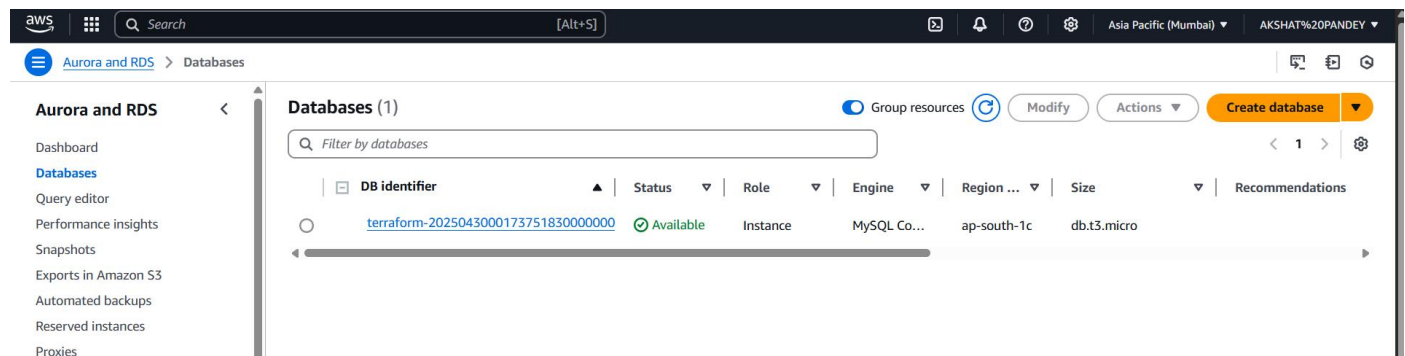 aws Search [Alt+S] Asia Pacific (Mumbai) ▼ AKSHAT%20PANDEY ▼
Aurora and RDS > Databases
Aurora and RDS
Dashboard
Databases
Query editor
Performance insights
Snapshots
Exports in Amazon S3
Automated backups
Reserved instances
Proxies
Databases (1) Group resources Modify Actions ▼ Create database ▼
Filter by databases < 1 >
DB identifier Status Role Engine Region ... Size Recommendations
terraform-20250430001737518300000000 Available Instance MySQL Co... ap-south-1c db.t3.micro